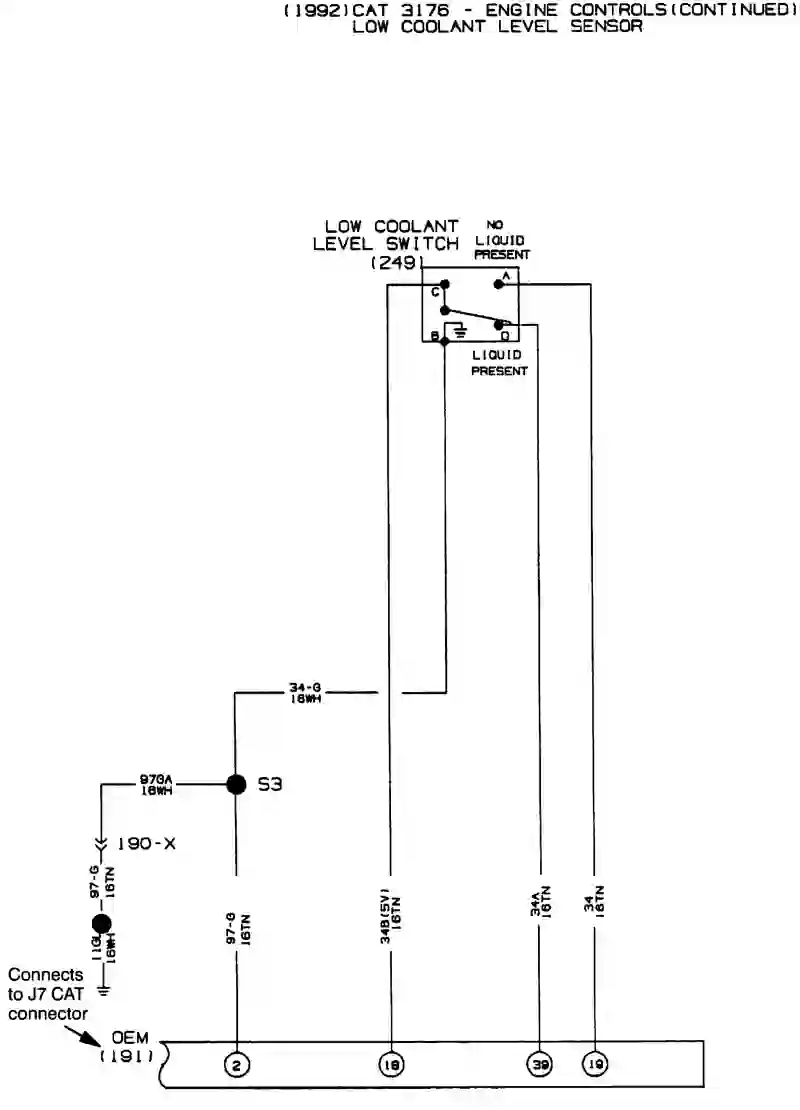 (1992)CAT 3176 - ENGINE CONTROLS(CONTINUED)
LOW COOLANT LEVEL SENSOR
LOW COOLANT
LEVEL SWITCH
(249)
NO
LIQUID
PRESENT
C
A
B
D
LIQUID
PRESENT
34-G
16WH
97GA
16WH
S3
190-X
97-G
16TN
11GL
16WH
97-G
16TN
34B(5V)
16TN
34A
16TN
34
16TN
Connects
to J7 CAT
connector
OEM
(191)
2
18
39
19